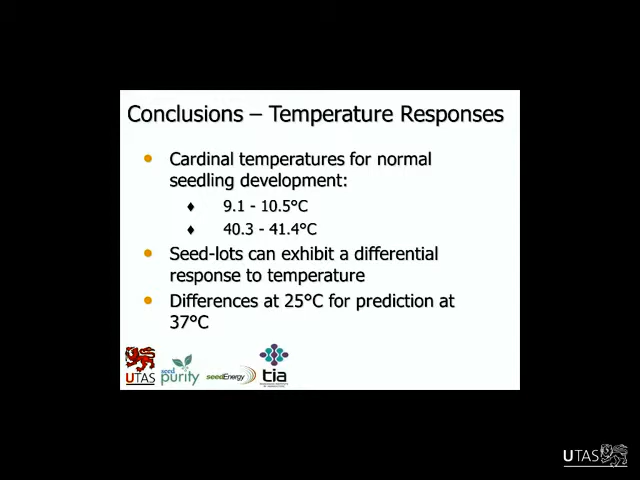 Conclusions – Temperature Responses
Cardinal temperatures for normal
seedling development:
9.1 - 10.5°C
40.3 - 41.4°C
Seed-lots can exhibit a differential
response to temperature
Differences at 25°C for prediction at
37°C
UTAS
seed
purity
seedEnergy
tia
UTAS